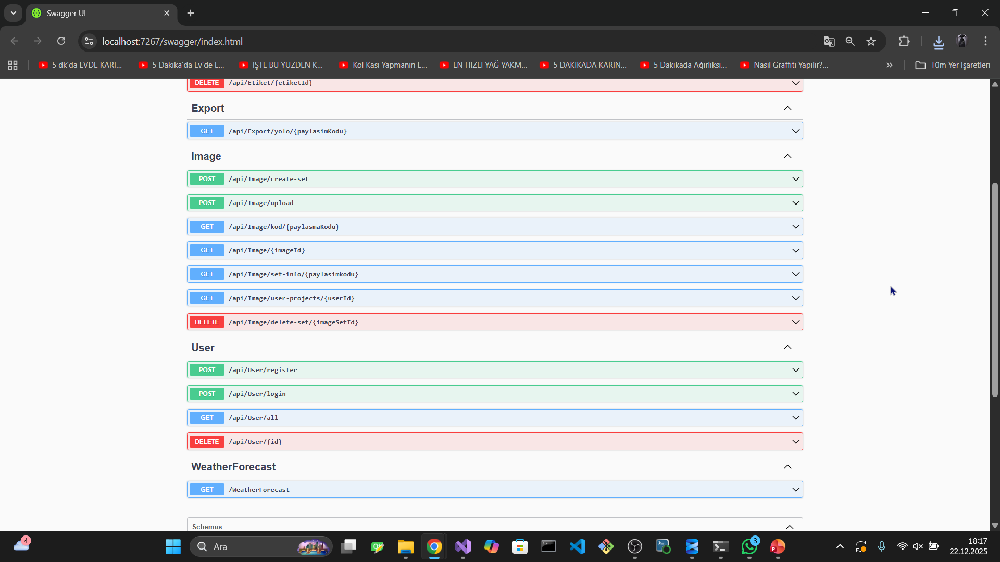 Swagger UI
localhost:7267/swagger/index.html
5 dk'da EVDE KARI...
5 Dakika'da Ev'de E...
İŞTE BU YÜZDEN K...
Kol Kası Yapmanın E...
EN HIZLI YAĞ YAKM...
5 DAKİKADA KARIN...
5 Dakikada Ağırlıksı...
Nasıl Graffiti Yapılır?...
Tüm Yer İşaretleri
DELETE /api/Etiket/{etiketId}
Export
GET /api/Export/yolo/{paylasimKodu}
Image
POST /api/Image/create-set
POST /api/Image/upload
GET /api/Image/kod/{paylasmaKodu}
GET /api/Image/{imageId}
GET /api/Image/set-info/{paylasimkodu}
GET /api/Image/user-projects/{userId}
DELETE /api/Image/delete-set/{imageSetId}
User
POST /api/User/register
POST /api/User/login
GET /api/User/all
DELETE /api/User/{id}
WeatherForecast
GET /WeatherForecast
Schemas
4
Ara
3
18:17
22.12.2025